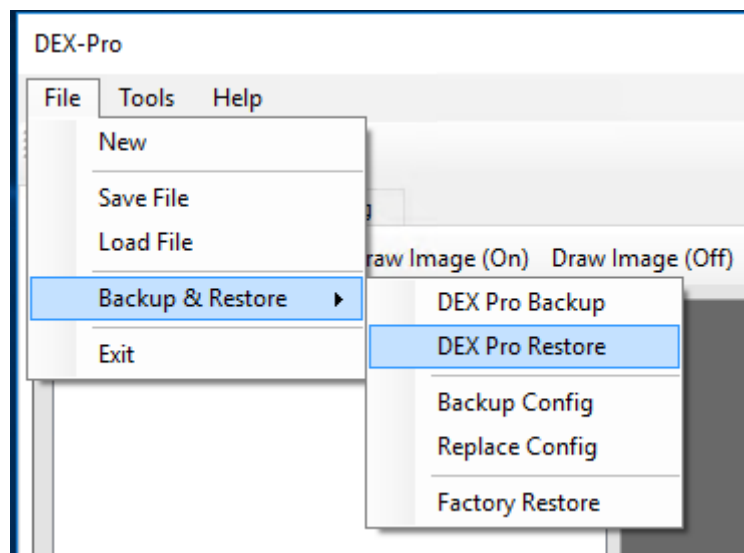 DEX-Pro
File Tools Help
New
Save File
Load File
raw Image (On) Draw Image (Off)
Backup & Restore
DEX Pro Backup
DEX Pro Restore
Exit
Backup Config
Replace Config
Factory Restore